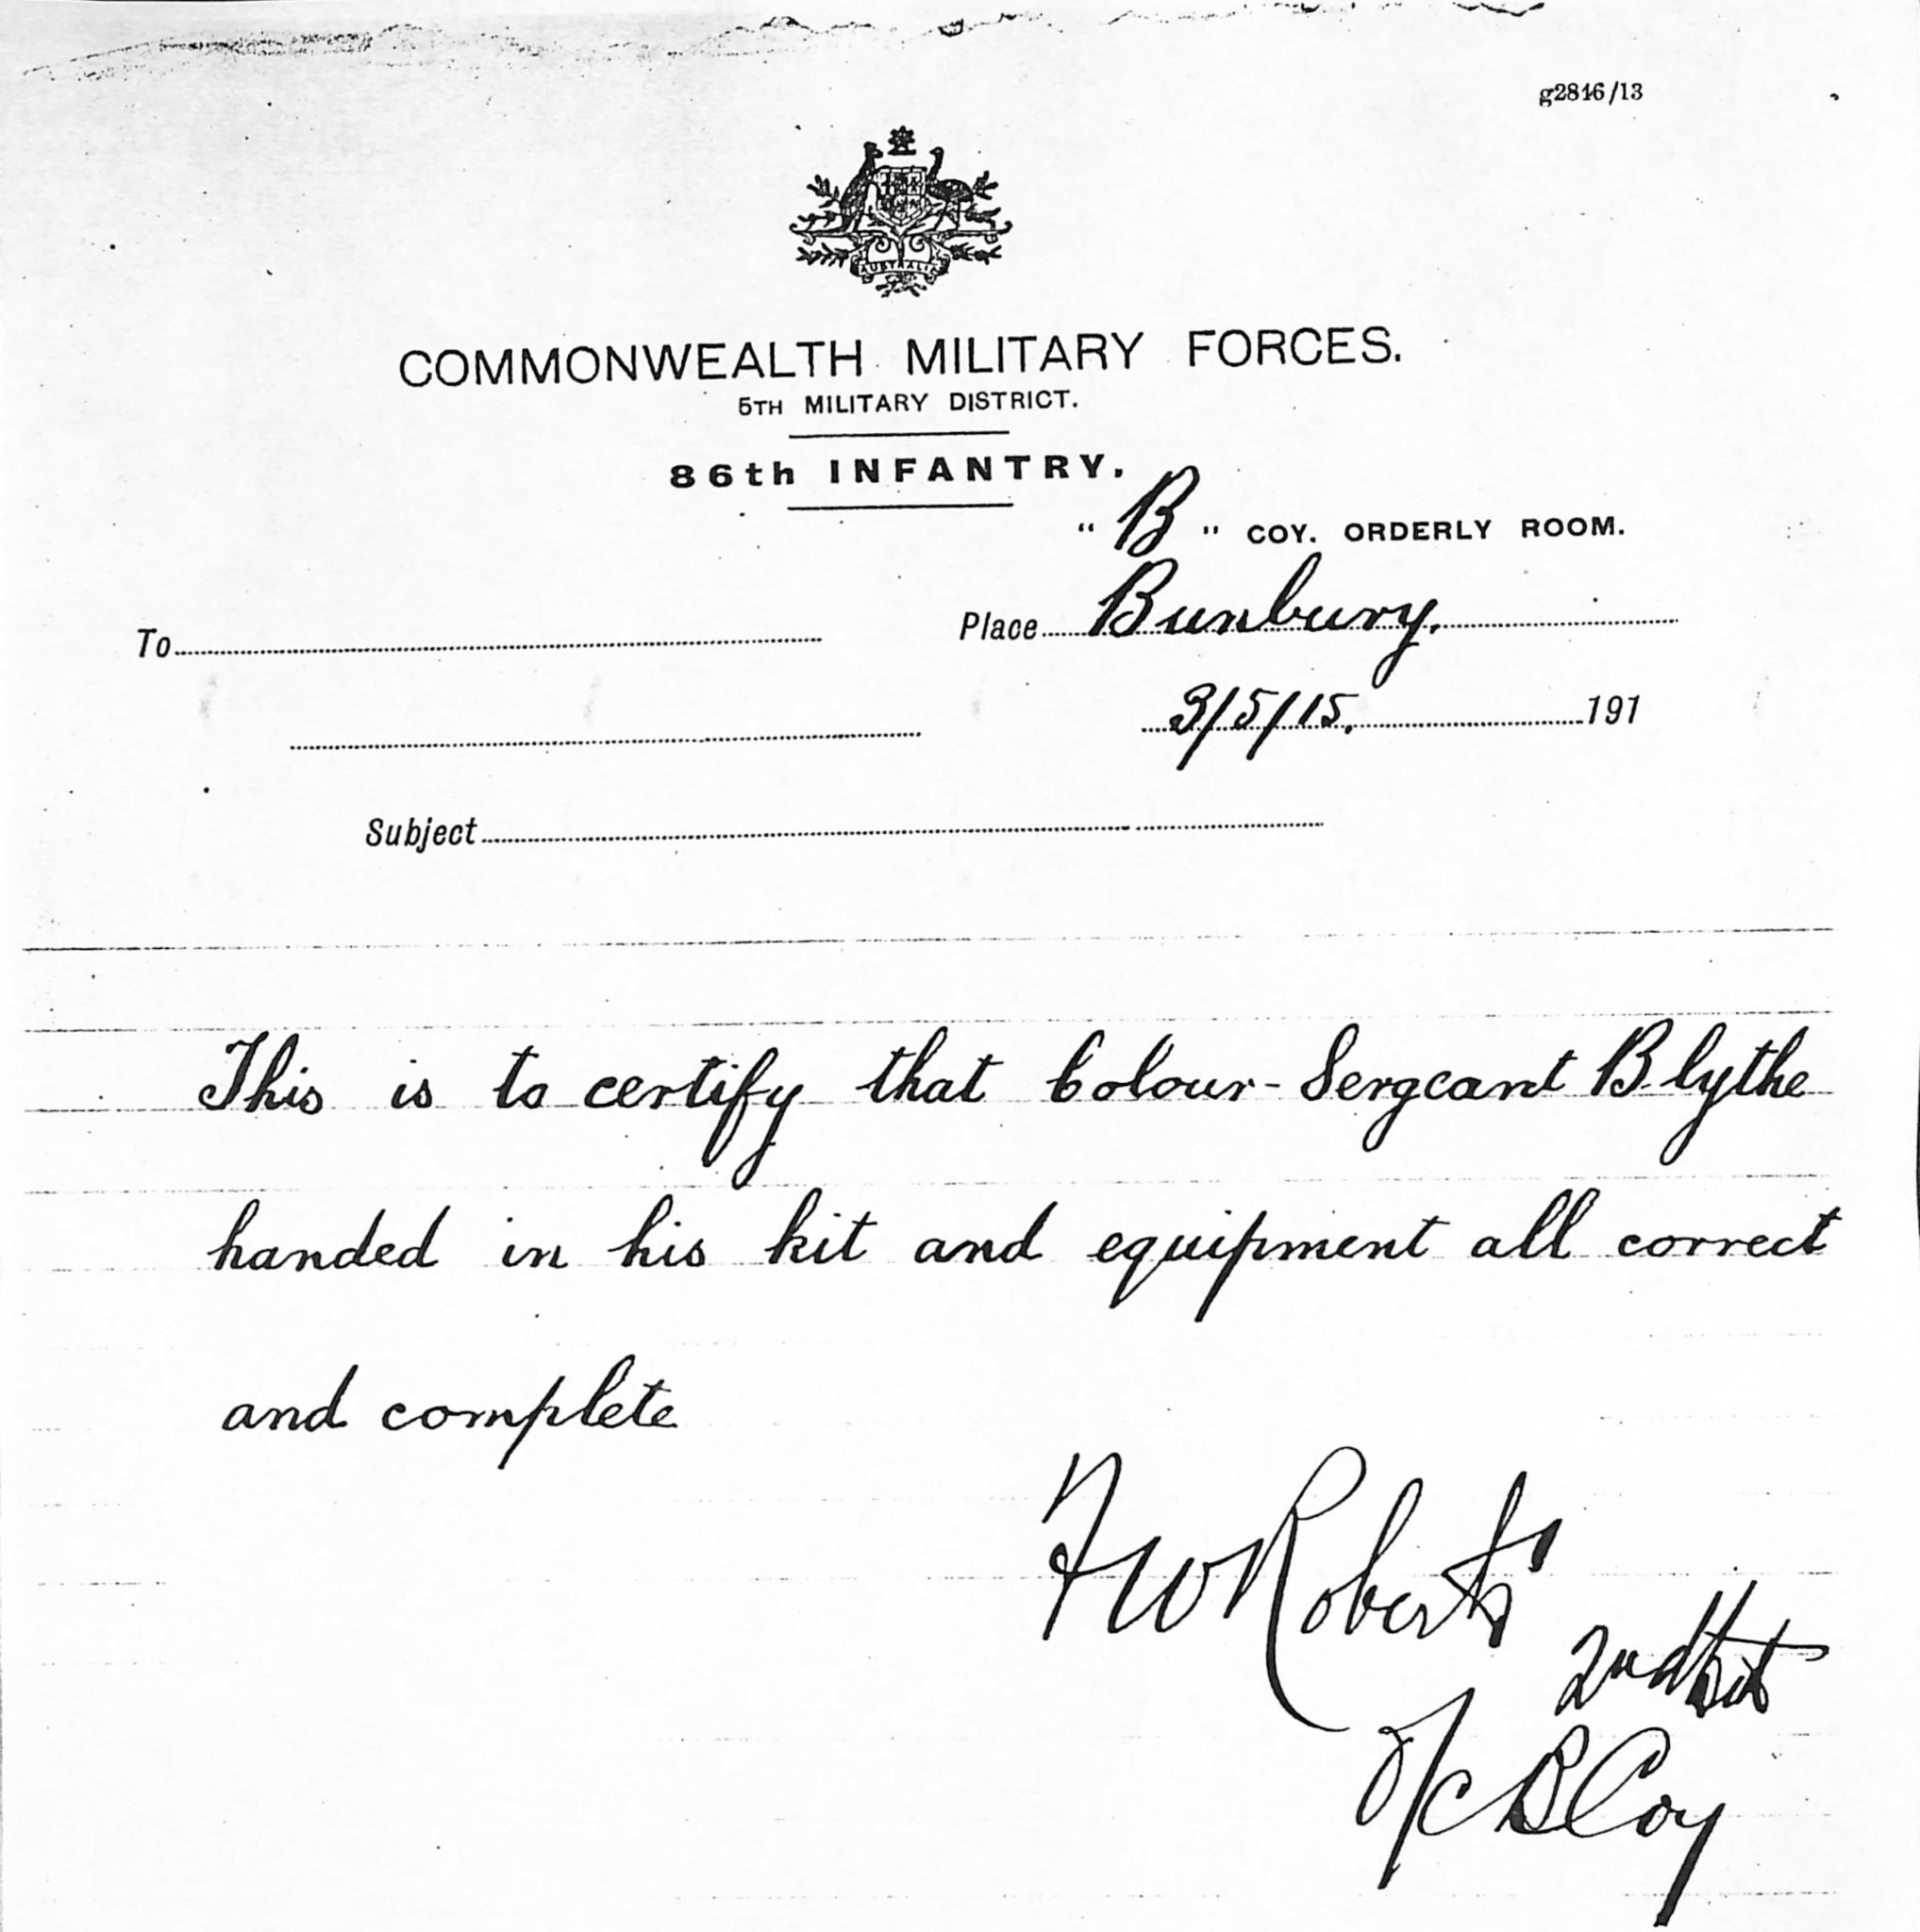 g2846/13
AUSTRALIA
COMMONWEALTH MILITARY FORCES.
5TH MILITARY DISTRICT.
86th INFANTRY.
"B" COY. ORDERLY ROOM.
To Place Bunbury.
3/5/15. 191
Subject
This is to certify that Colour-Sergeant Blythe
handed in his kit and equipment all correct
and complete
FW Roberts
2nd Lieut
O/C B Coy